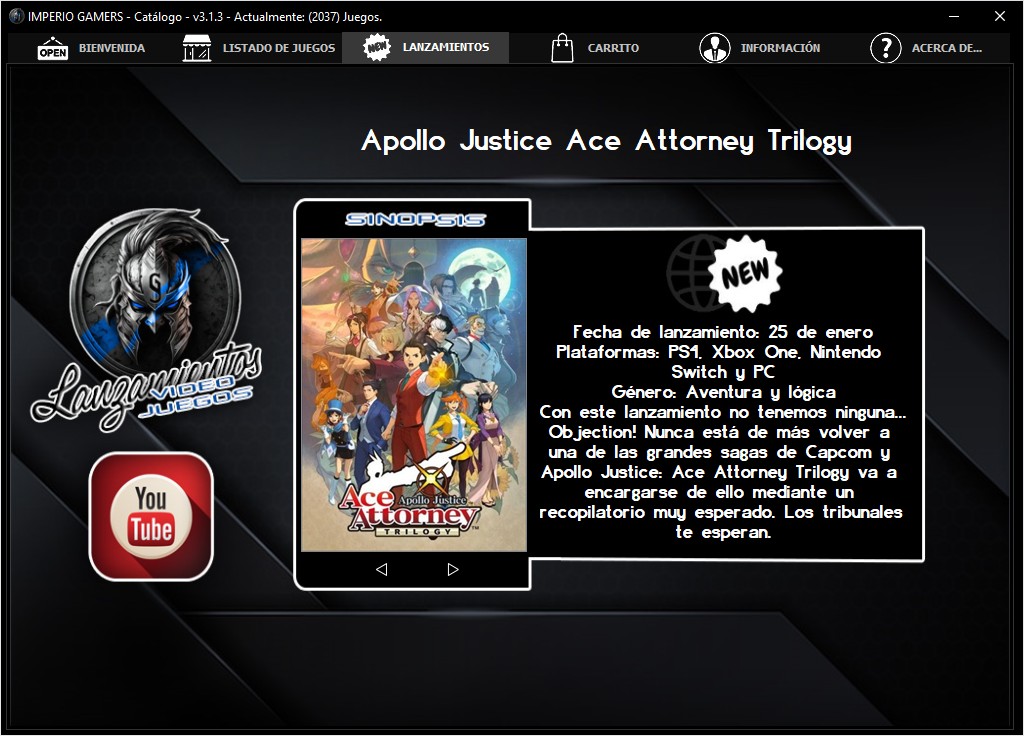 IMPERIO GAMERS - Catálogo - v3.1.3 - Actualmente: (2037) Juegos.
OPEN BIENVENIDA
LISTADO DE JUEGOS
NEW LANZAMIENTOS
CARRITO
INFORMACIÓN
? ACERCA DE...
Apollo Justice Ace Attorney Trilogy
SINOPSIS
NEW
Fecha de lanzamiento: 25 de enero
Plataformas: PS4, Xbox One, Nintendo
Switch y PC
Género: Aventura y lógica
Con este lanzamiento no tenemos ninguna...
Objection! Nunca está de más volver a
una de las grandes sagas de Capcom y
Apollo Justice: Ace Attorney Trilogy va a
encargarse de ello mediante un
recopilatorio muy esperado. Los tribunales
te esperan.
Lanzamientos
VIDEO
JUEGOS
You
Tube
Apollo Justice
Ace
Attorney™
TRILOGY